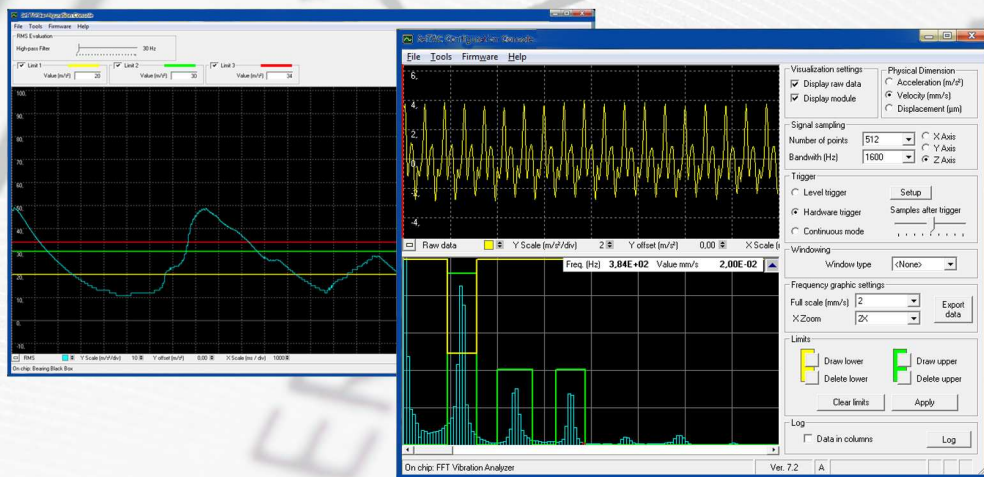 File Tools Firmware Help
RMS Evaluation
High-pass Filter 30 Hz
Limit 1 Limit 2 Limit 3
Value (m/s²) 20 Value (m/s²) 30 Value (m/s²) 34
100,
90,
80,
70,
60,
50,
40,
30,
20,
10,
0,
-10,
RMS Y Scale (m/s²/div) 10 Y offset (m/s²) 0,00 X Scale (ms / div) 1000
On chip: Bearing Black Box
Configuration Console
File Tools Firmware Help
6,
4,
2,
0,
-2,
-4,
Raw data Y Scale (m/s²/div) 2 Y offset (m/s²) 0,00 X Scale (
Freq. (Hz) 3,84E+02 Value mm/s 2,00E-02
Visualization settings
Display raw data
Display module
Physical Dimension
Acceleration (m/s²)
Velocity (mm/s)
Displacement (µm)
Signal sampling
Number of points 512
Bandwith (Hz) 1600
X Axis
Y Axis
Z Axis
Trigger
Level trigger Setup
Hardware trigger Samples after trigger
Continuous mode
Windowing
Window type <None>
Frequency graphic settings
Full scale (mm/s) 2
X Zoom 2X
Export
data
Limits
Draw lower Draw upper
Delete lower Delete upper
Clear limits Apply
Log
Data in columns Log
On chip: FFT Vibration Analyzer Ver. 7.2 A